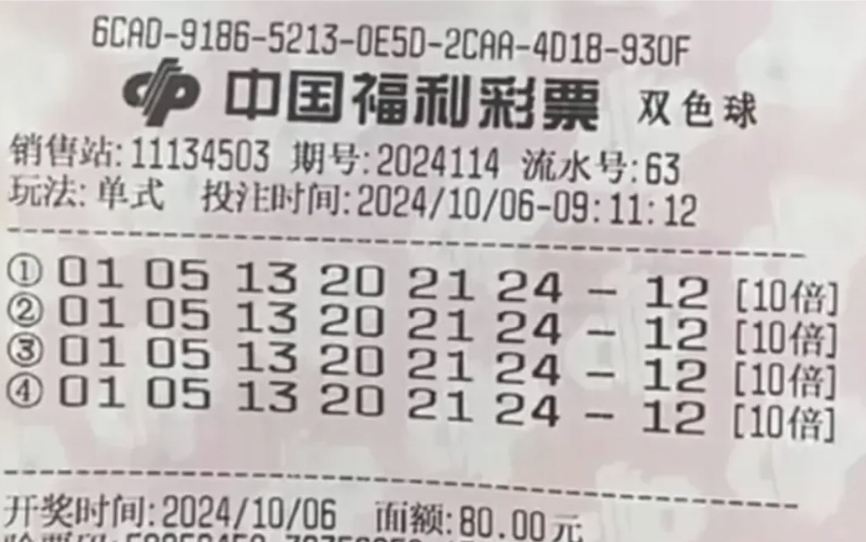 6CAD-9186-5213-0E5D-2CAA-4D18-930F
中国福利彩票 双色球
销售站:11134503 期号:2024114 流水号:63
玩法:单式 投注时间:2024/10/06-09:11:12
① 01 05 13 20 21 24 - 12 [10倍]
② 01 05 13 20 21 24 - 12 [10倍]
③ 01 05 13 20 21 24 - 12 [10倍]
④ 01 05 13 20 21 24 - 12 [10倍]
开奖时间:2024/10/06 面额:80.00元